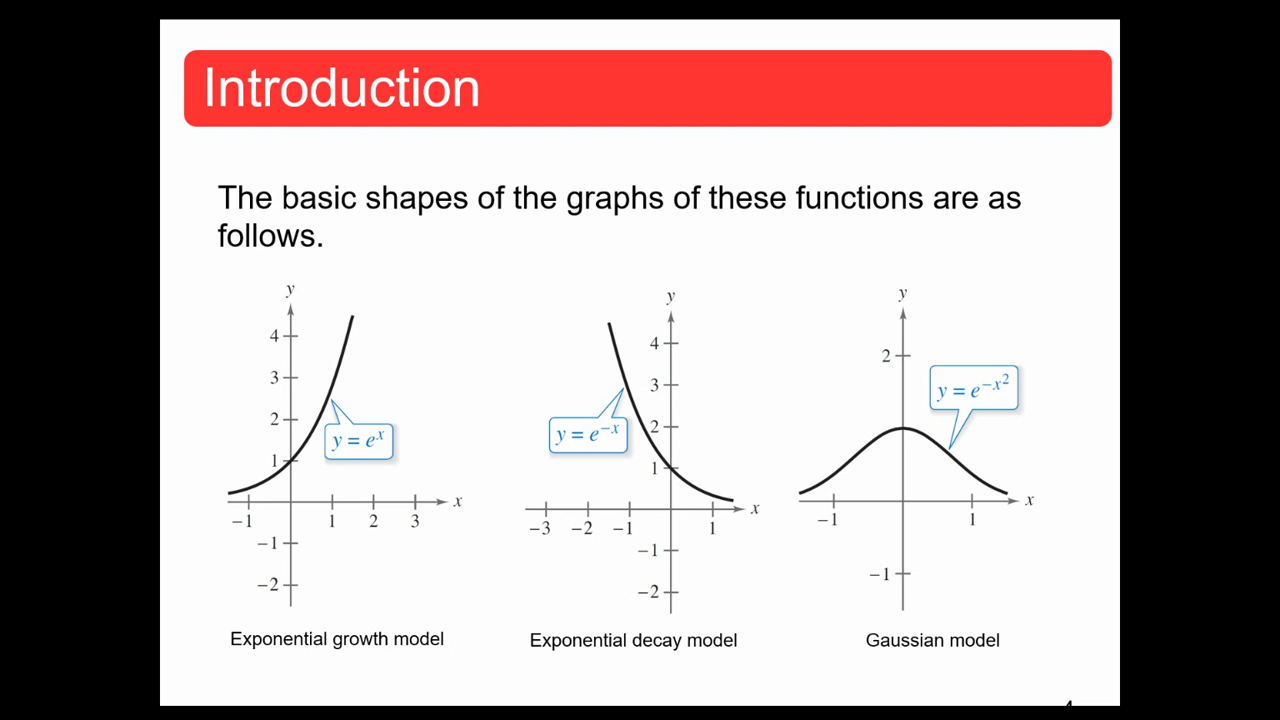 Introduction
The basic shapes of the graphs of these functions are as
follows.
y
4
3
2
1
−1
−2
−1
1
2
3
x
y = e^x
Exponential growth model
y
4
3
2
1
−1
−2
−3
−2
−1
1
x
y = e^−x
Exponential decay model
y
2
−1
−1
1
x
y = e^−x^2
Gaussian model